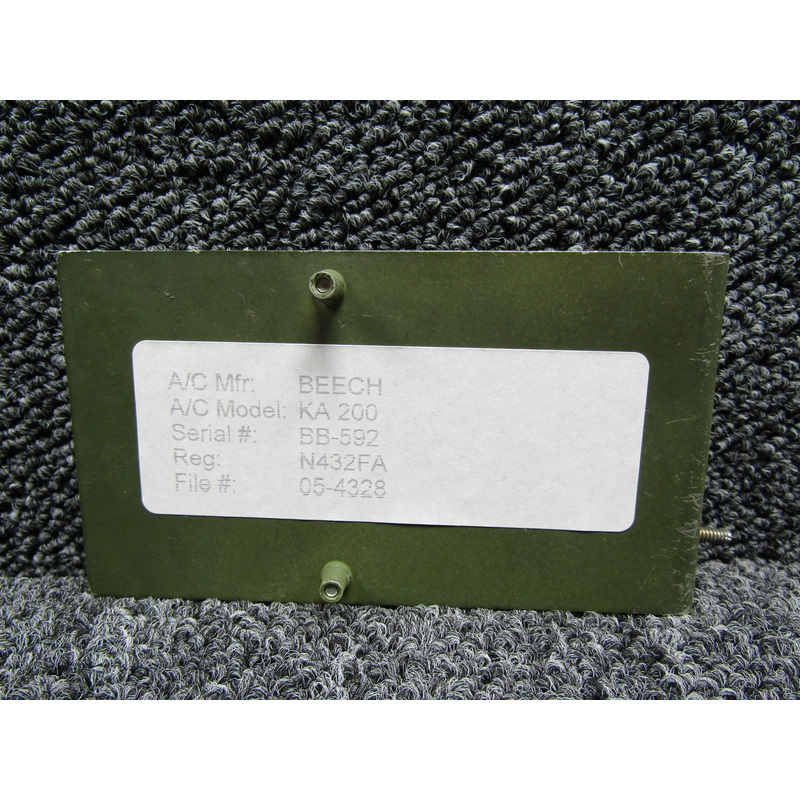 A/C Mfr: BEECH
A/C Model: KA 200
Serial #: BB-592
Reg: N432FA
File #: 05-4328